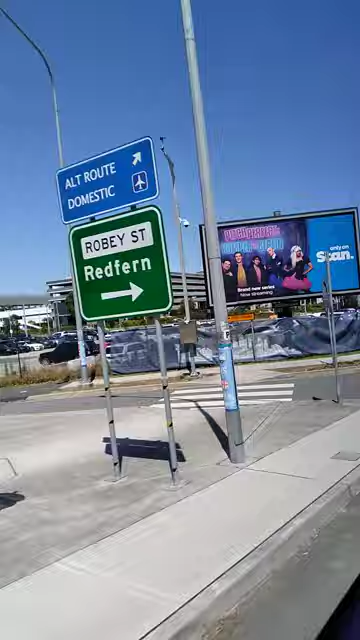 ALT ROUTE
DOMESTIC
ROBEY ST
Redfern
only on
Stan.
Brand new series
Now streaming